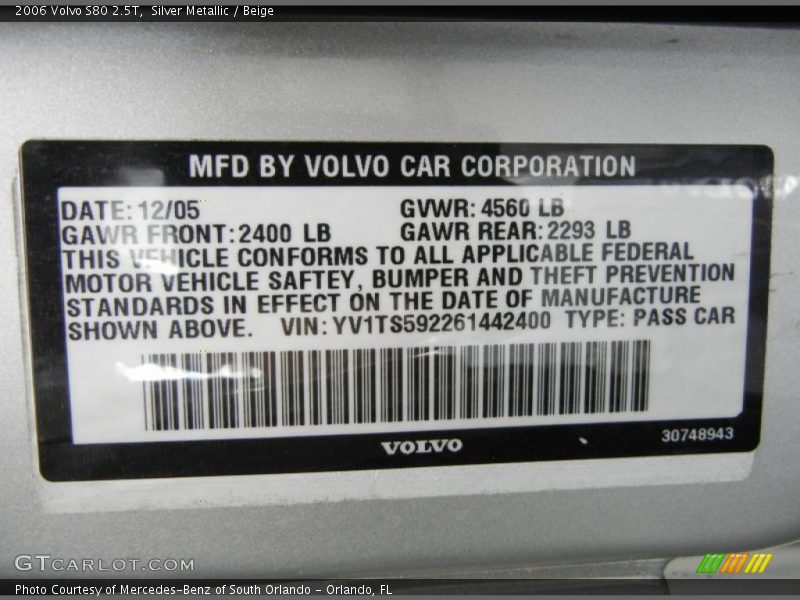 2006 Volvo S80 2.5T,  Silver Metallic / Beige
MFD BY VOLVO CAR CORPORATION
DATE: 12/05 GVWR: 4560 LB
GAWR FRONT: 2400 LB GAWR REAR: 2293 LB
THIS VEHICLE CONFORMS TO ALL APPLICABLE FEDERAL
MOTOR VEHICLE SAFTEY, BUMPER AND THEFT PREVENTION
STANDARDS IN EFFECT ON THE DATE OF MANUFACTURE
SHOWN ABOVE. VIN: YV1TS592261442400 TYPE: PASS CAR
VOLVO
30748943
GTCARLOT.COM
Photo Courtesy of Mercedes-Benz of South Orlando - Orlando, FL